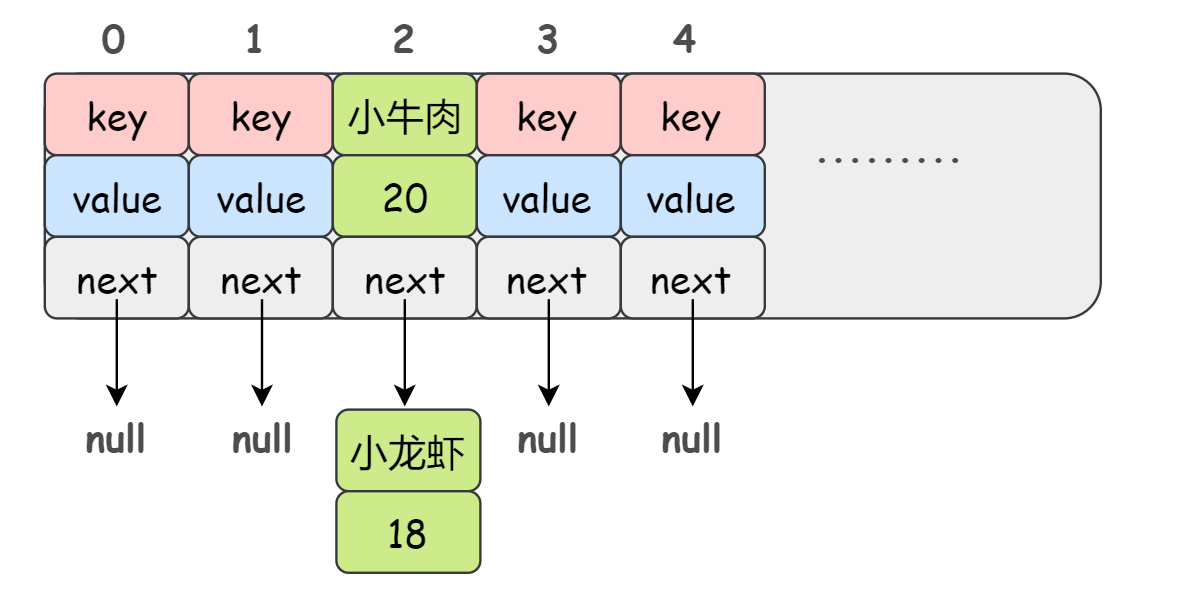 0 1 2 3 4
key key 小牛肉 key key
.........
value value 20 value value
next next next next next
null null 小龙虾 null null
18